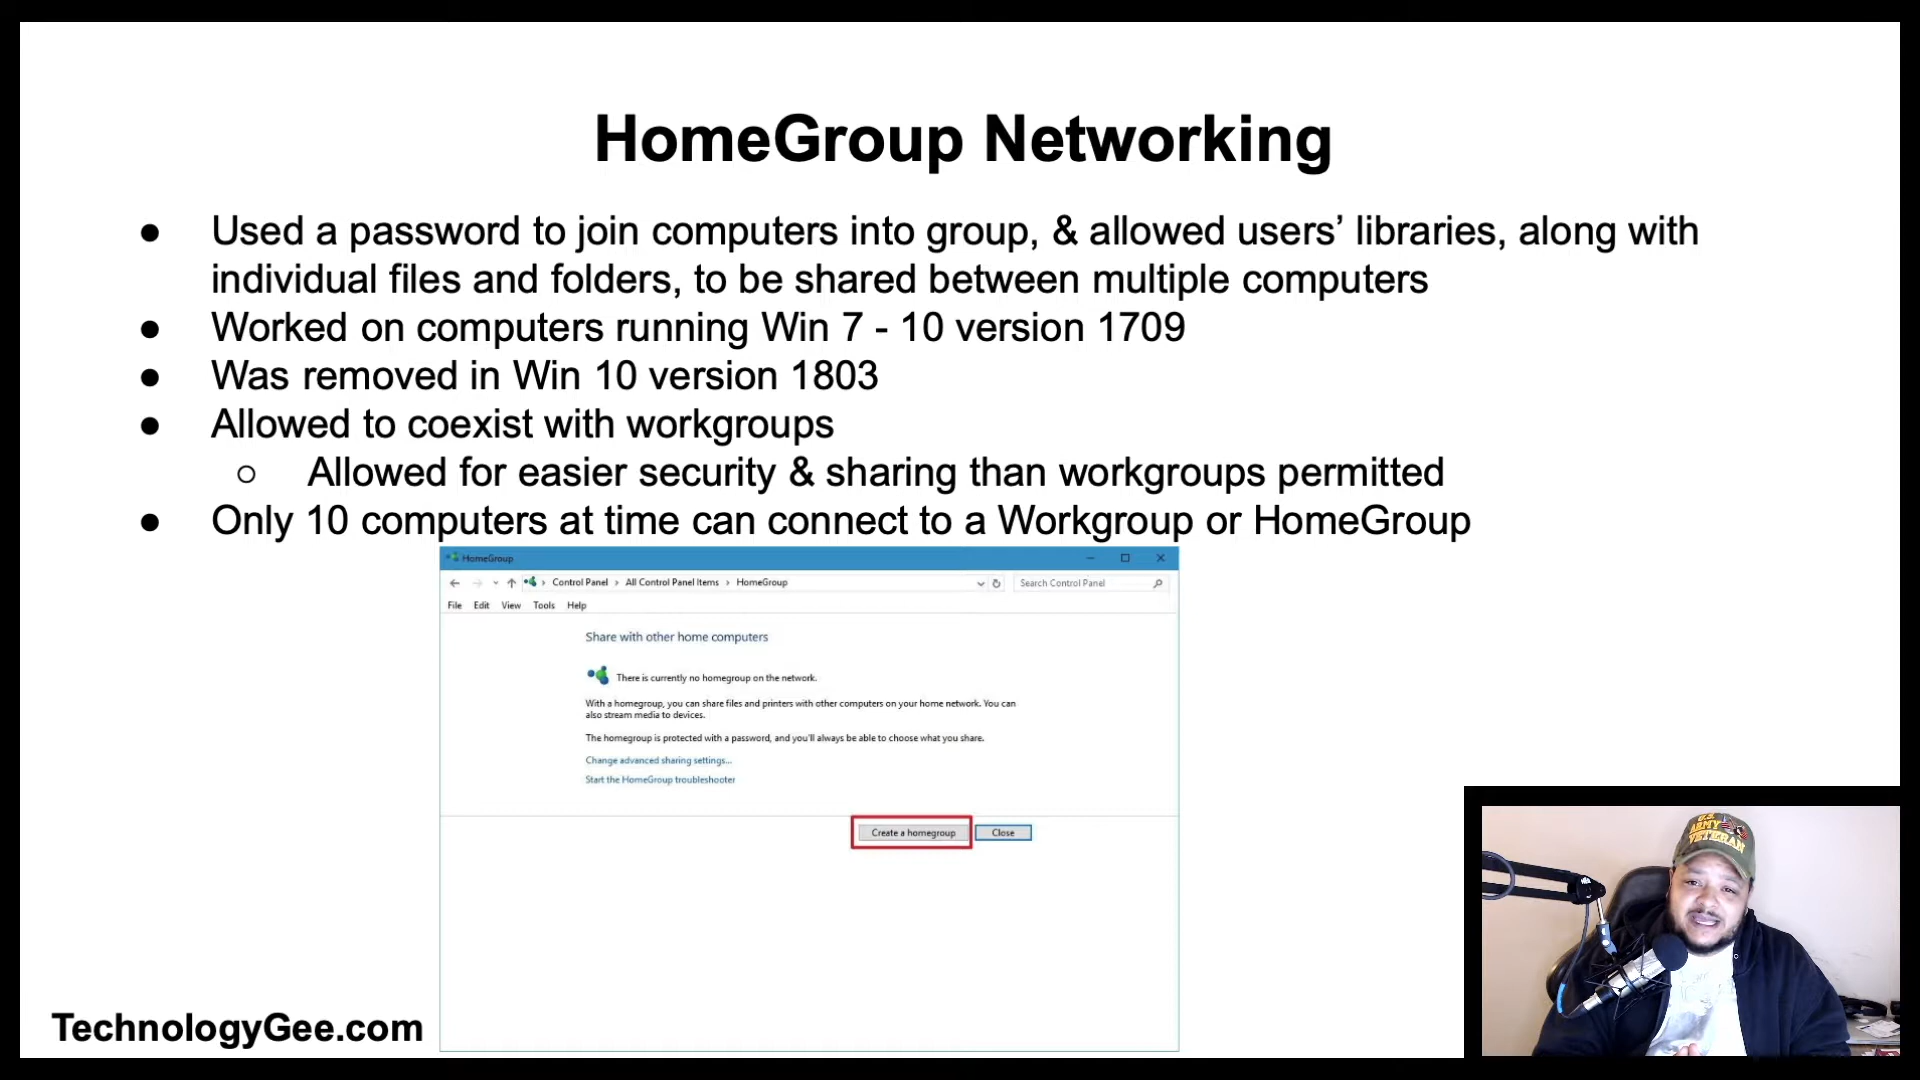 HomeGroup Networking
● Used a password to join computers into group, & allowed users’ libraries, along with
individual files and folders, to be shared between multiple computers
● Worked on computers running Win 7 - 10 version 1709
● Was removed in Win 10 version 1803
● Allowed to coexist with workgroups
○ Allowed for easier security & sharing than workgroups permitted
● Only 10 computers at time can connect to a Workgroup or HomeGroup
HomeGroup
Control Panel › All Control Panel Items › HomeGroup
Search Control Panel
File Edit View Tools Help
Share with other home computers
There is currently no homegroup on the network.
With a homegroup, you can share files and printers with other computers on your home network. You can
also stream media to devices.
The homegroup is protected with a password, and you'll always be able to choose what you share.
Change advanced sharing settings...
Start the HomeGroup troubleshooter
Create a homegroup Close
U.S.
ARMY
VETERAN
TechnologyGee.com